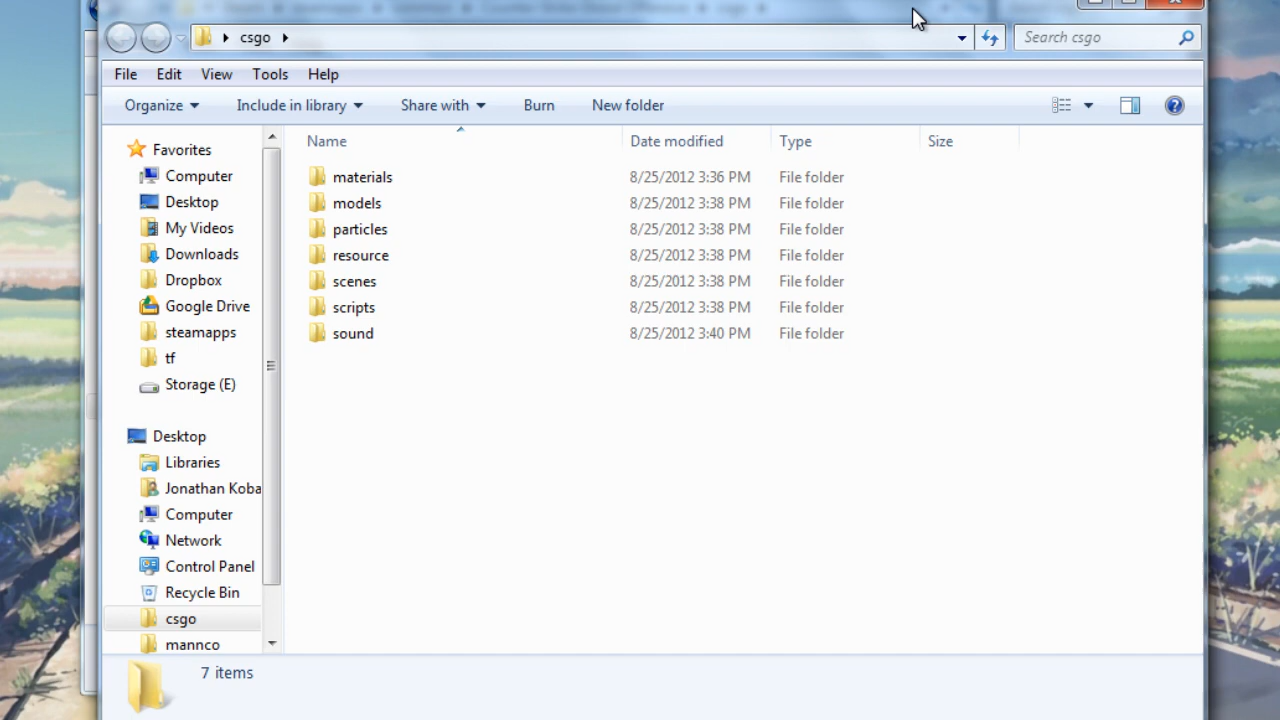 csgo
Search csgo
File Edit View Tools Help
Organize Include in library Share with Burn New folder
Name Date modified Type Size
Favorites
Computer
Desktop
My Videos
Downloads
Dropbox
Google Drive
steamapps
tf
Storage (E)
Desktop
Libraries
Jonathan Koba
Computer
Network
Control Panel
Recycle Bin
csgo
mannco
materials 8/25/2012 3:36 PM File folder
models 8/25/2012 3:38 PM File folder
particles 8/25/2012 3:38 PM File folder
resource 8/25/2012 3:38 PM File folder
scenes 8/25/2012 3:38 PM File folder
scripts 8/25/2012 3:38 PM File folder
sound 8/25/2012 3:40 PM File folder
7 items